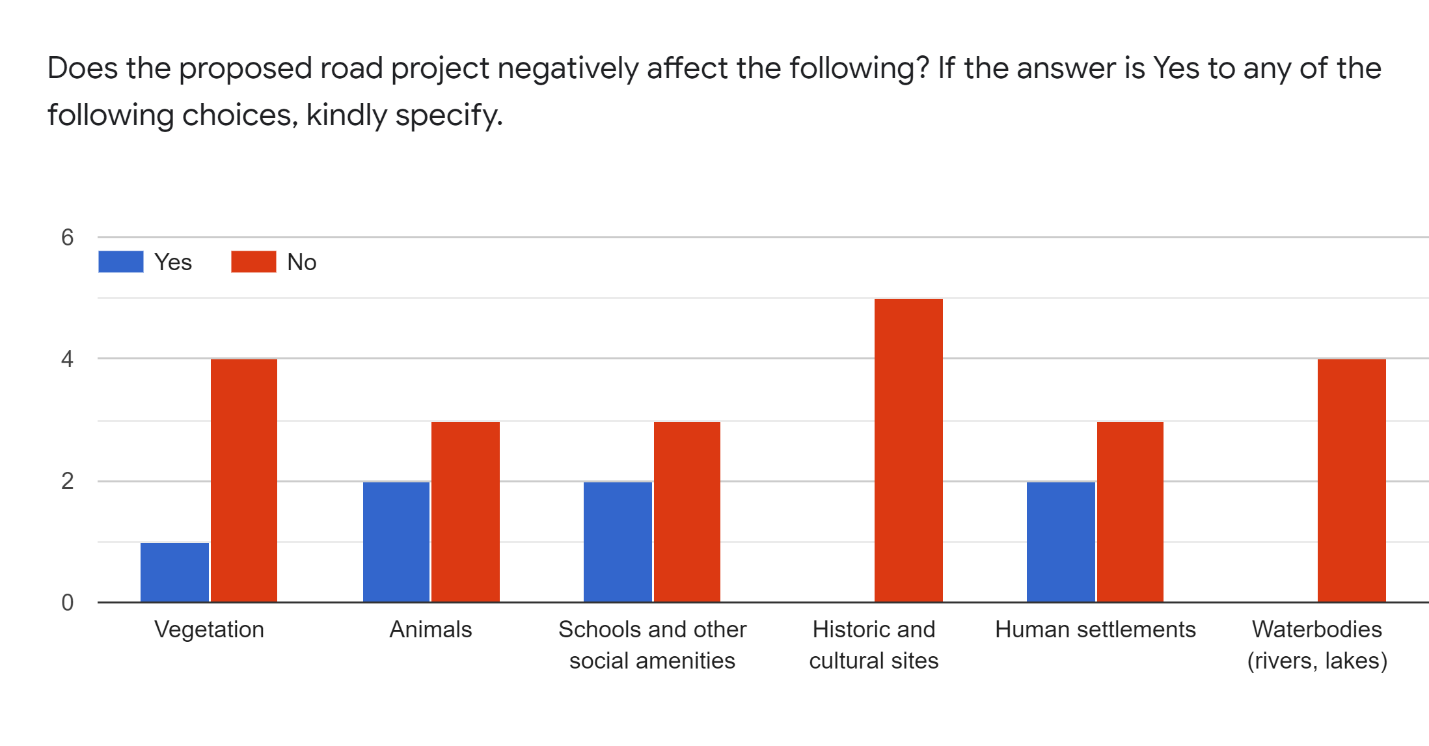 Does the proposed road project negatively affect the following? If the answer is Yes to any of the
following choices, kindly specify.
6
Yes No
4
2
0
Vegetation Animals Schools and other Historic and Human settlements Waterbodies
social amenities cultural sites (rivers, lakes)